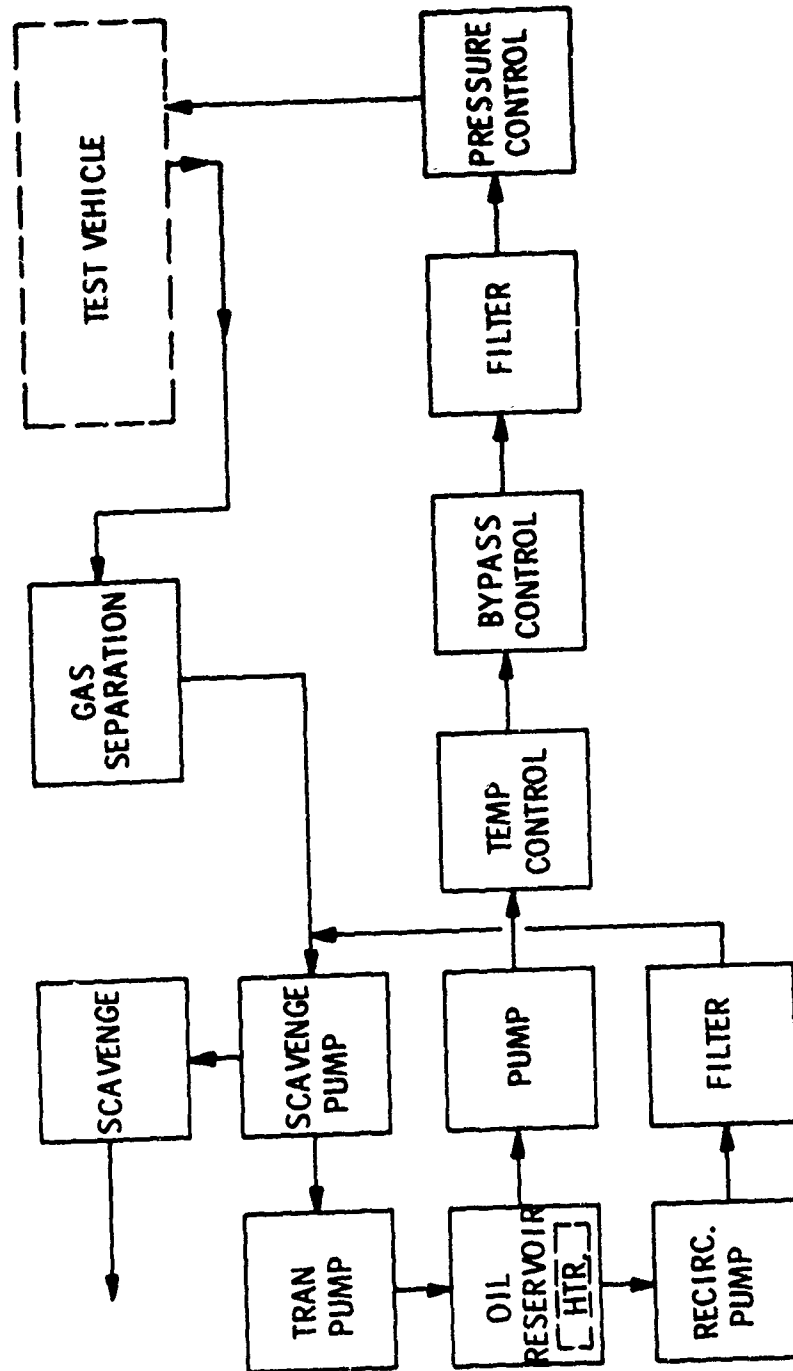 SCAVENGE
GAS
SEPARATION
TEST VEHICLE
TRAN
PUMP
SCAVENGE
PUMP
OIL
RESERVOIR
HTR.
PUMP
TEMP
CONTROL
BYPASS
CONTROL
FILTER
PRESSURE
CONTROL
RECIRC.
PUMP
FILTER